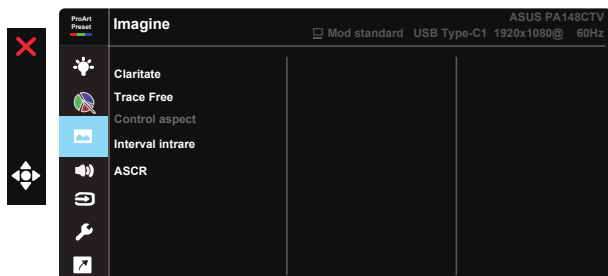 ProArt
Preset
Imagine
ASUS PA148CTV
Mod standard USB Type-C1 1920x1080@ 60Hz
Claritate
Trace Free
Control aspect
Interval intrare
ASCR